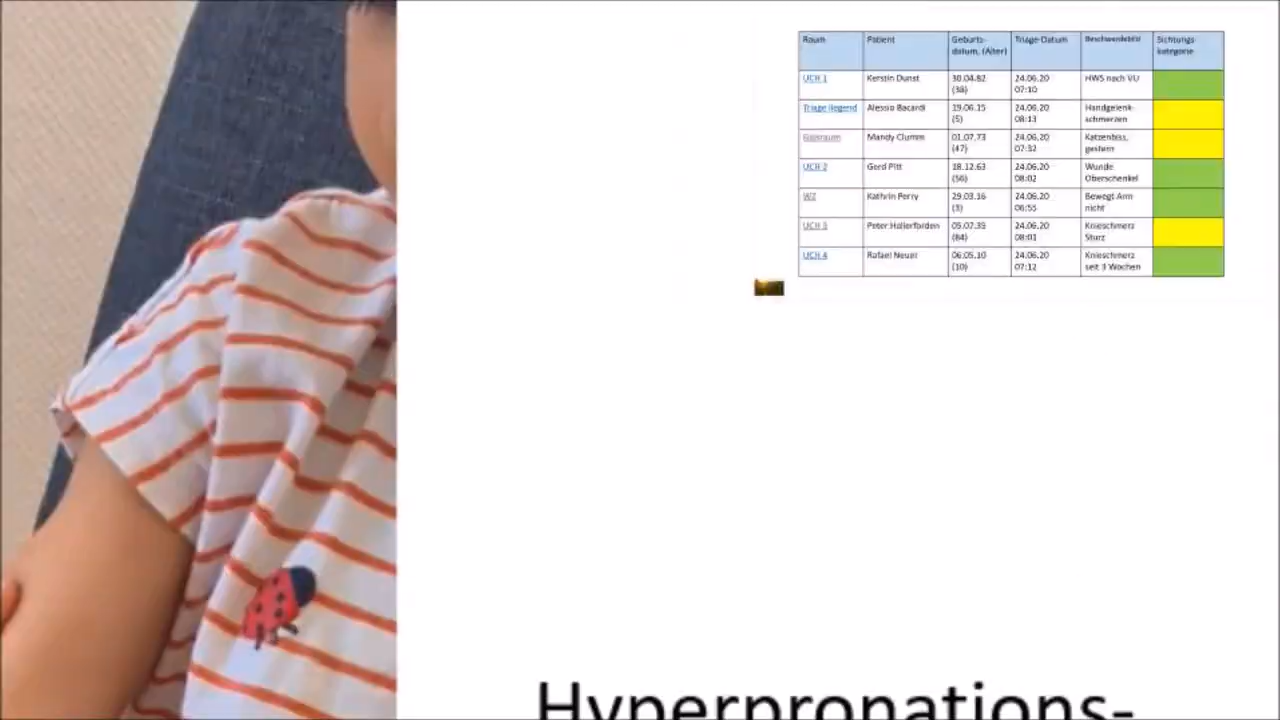 Raum Patient Geburts- Triage-Datum Beschwerdebild Sichtungs-
datum, (Alter) kategorie
UCH 1 Kerstin Dunst 30.04.82 24.06.20 HWS nach VU
(38) 07:10
Triage liegend Alessio Bacardi 19.06.15 24.06.20 Handgelenk-
(5) 08:13 schmerzen
Gipsraum Mandy Clumm 01.07.73 24.06.20 Katzenbiss,
(47) 07:32 gestern
UCH 2 Gerd Pitt 18.12.63 24.06.20 Wunde
(56) 08:02 Oberschenkel
WZ Kathrin Perry 29.03.16 24.06.20 Bewegt Arm
(3) 06:55 nicht
UCH 3 Peter Hallerforden 05.07.35 24.06.20 Knieschmerz
(84) 08:01 Sturz
UCH 4 Rafael Neuer 06.05.10 24.06.20 Knieschmerz
(10) 07:12 seit 3 Wochen
Hyperpronations-